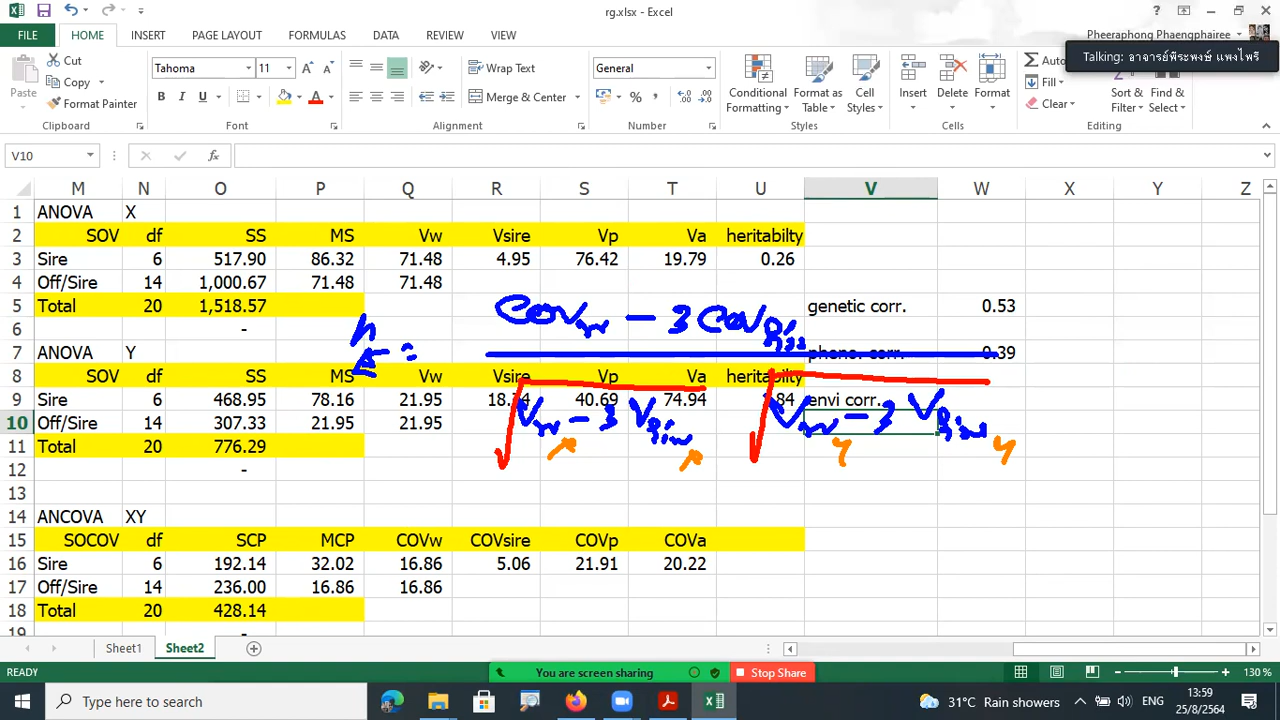 rg.xlsx - Excel
FILE HOME INSERT PAGE LAYOUT FORMULAS DATA REVIEW VIEW Pheeraphong Phaengphairee
Talking: อาจารย์พีระพงษ์ แพงไพรี
Paste Cut Copy Format Painter Clipboard
Tahoma 11 B I U A Font
Wrap Text Merge & Center Alignment
General % Number
Conditional Formatting Format as Table Cell Styles Styles
Insert Delete Format Cells
Fill Clear Sort & Filter Find & Select Editing
V10 fx
M N O P Q R S T U V W X Y Z
1 ANOVA X
2 SOV df SS MS Vw Vsire Vp Va heritabilty
3 Sire 6 517.90 86.32 71.48 4.95 76.42 19.79 0.26
4 Off/Sire 14 1,000.67 71.48 71.48
5 Total 20 1,518.57 genetic corr. 0.53
6 -
7 ANOVA Y pheno. corr. 0.39
8 SOV df SS MS Vw Vsire Vp Va heritabilty
9 Sire 6 468.95 78.16 21.95 40.69 74.94 envi corr.
10 Off/Sire 14 307.33 21.95 21.95
11 Total 20 776.29
12 -
13
14 ANCOVA XY
15 SOCOV df SCP MCP COVw COVsire COVp COVa
16 Sire 6 192.14 32.02 16.86 5.06 21.91 20.22
17 Off/Sire 14 236.00 16.86 16.86
18 Total 20 428.14
19 -
Sheet1 Sheet2
READY You are screen sharing Stop Share 130 %
Type here to search 31°C Rain showers ENG 13:59
25/8/2564